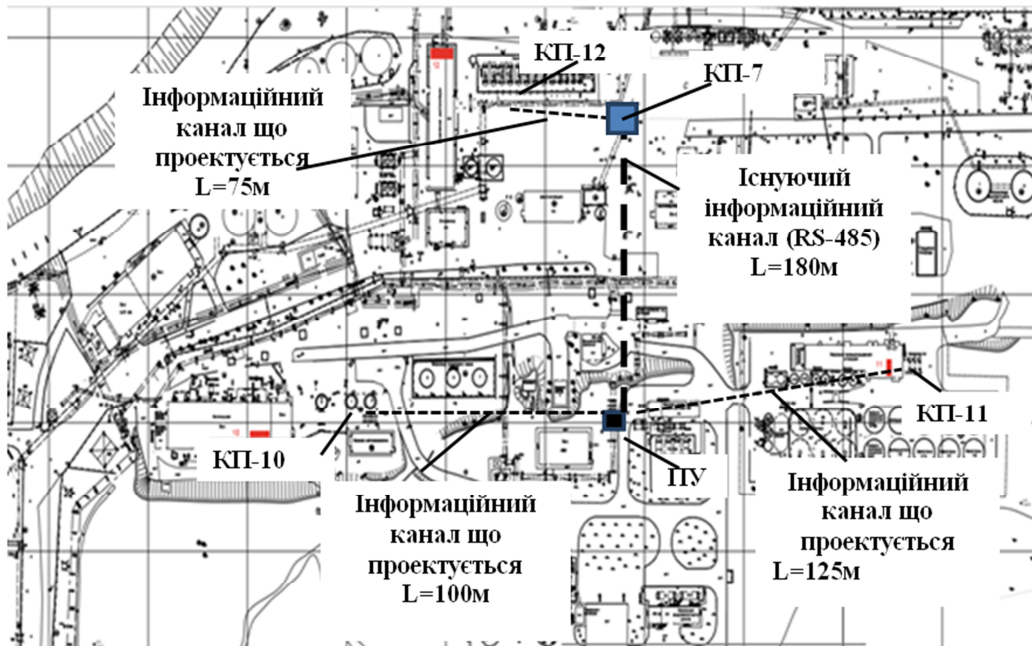 КП-12
КП-7
Інформаційний
канал що
проектується
L=75м
Існуючий
інформаційний
канал (RS-485)
L=180м
КП-11
КП-10
ПУ
Інформаційний
канал що
проектується
L=100м
Інформаційний
канал що
проектується
L=125м